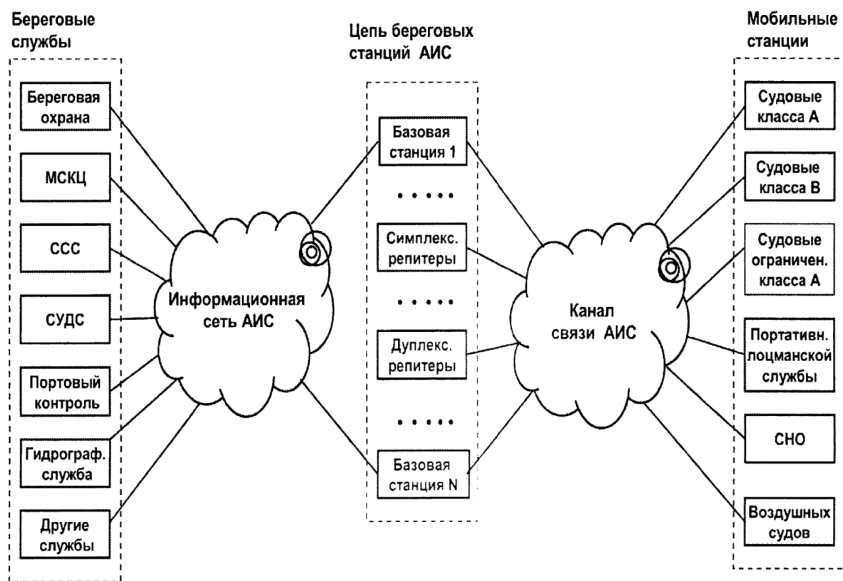 Береговые
службы
Береговая
охрана
МСКЦ
ССС
СУДС
Портовый
контроль
Гидрограф.
служба
Другие
службы
Информационная
сеть АИС
Цепь береговых
станций АИС
Базовая
станция 1
Симплекс.
репитеры
Дуплекс.
репитеры
Базовая
станция N
Канал
связи АИС
Мобильные
станции
Судовые
класса А
Судовые
класса В
Судовые
ограничен.
класса А
Портативн.
лоцманской
службы
СНО
Воздушных
судов